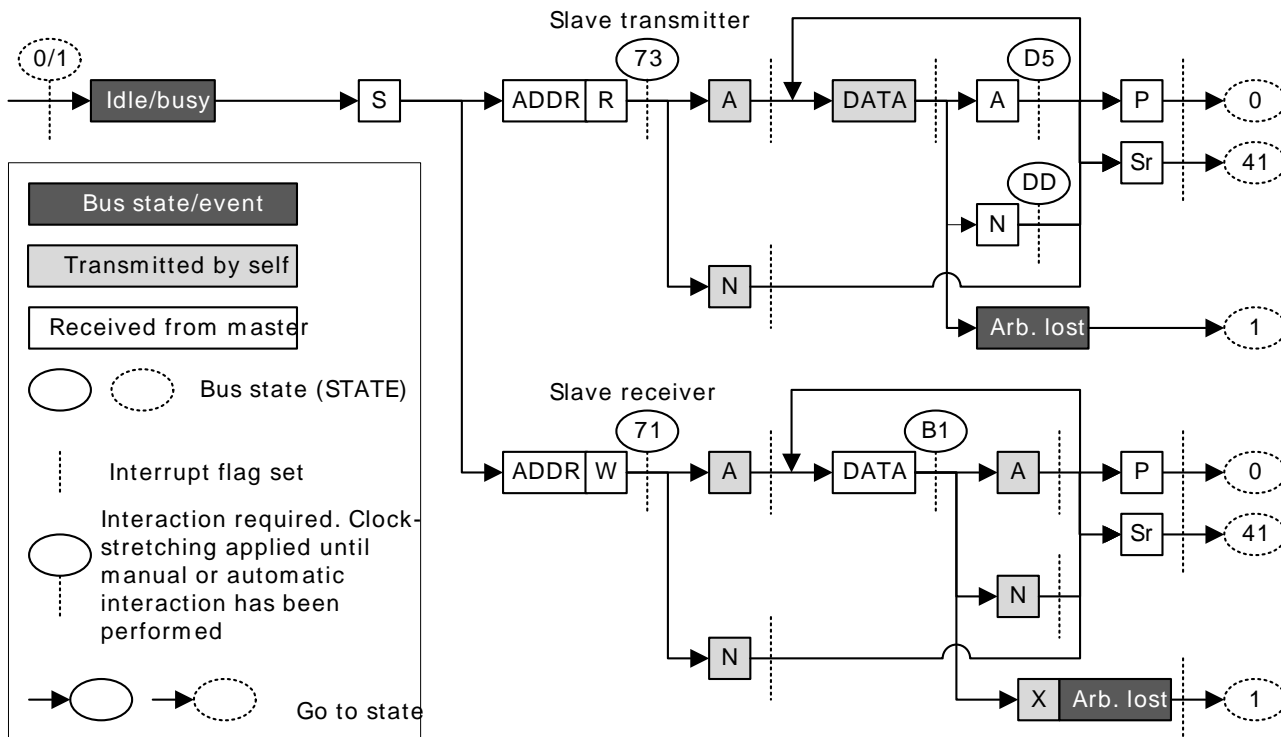 Slave transmitter
0/1
73
D5
Idle/busy
S
ADDR
R
A
DATA
A
P
0
Sr
41
DD
N
N
Arb. lost
1
Bus state/event
Transmitted by self
Received from master
Bus state (STATE)
Interrupt flag set
Interaction required. Clock-
stretching applied until
manual or automatic
interaction has been
performed
Go to state
Slave receiver
71
B1
ADDR
W
A
DATA
A
P
0
Sr
41
N
N
X
Arb. lost
1